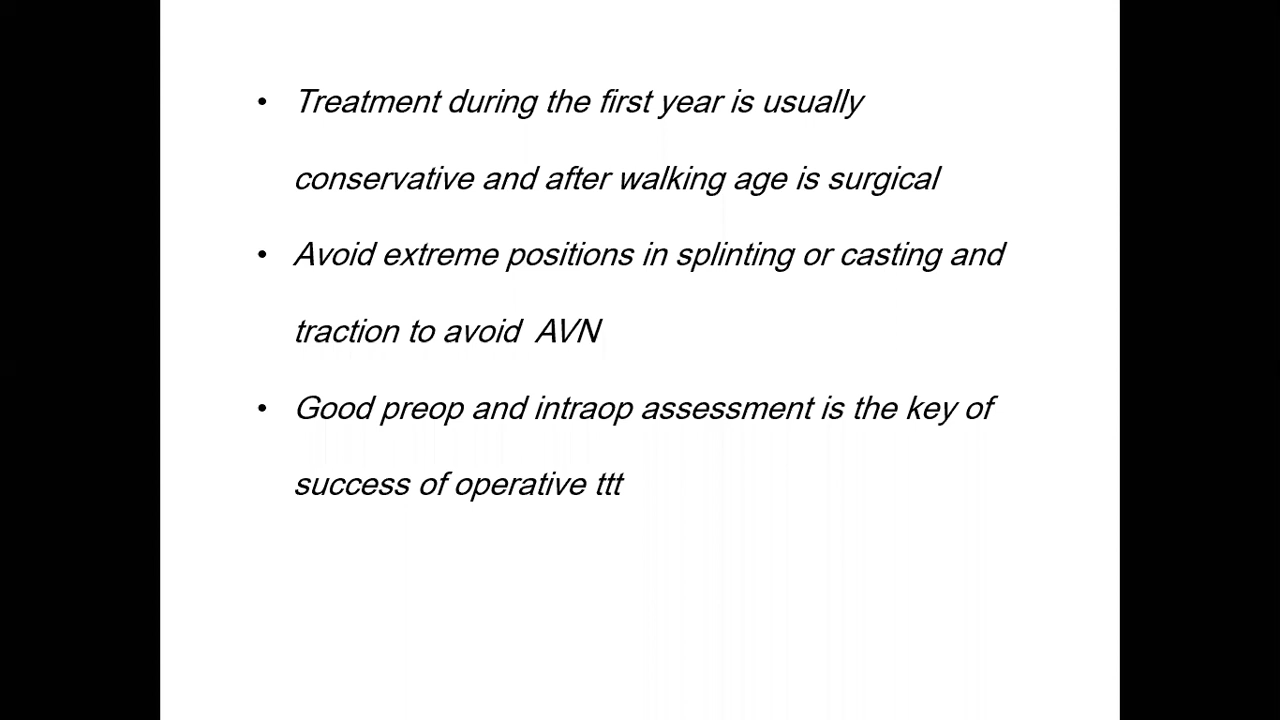 • Treatment during the first year is usually
conservative and after walking age is surgical
• Avoid extreme positions in splinting or casting and
traction to avoid AVN
• Good preop and intraop assessment is the key of
success of operative ttt